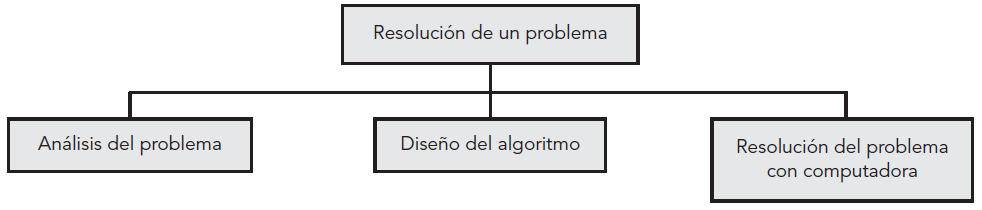 Resolución de un problema
Análisis del problema
Diseño del algoritmo
Resolución del problema
con computadora